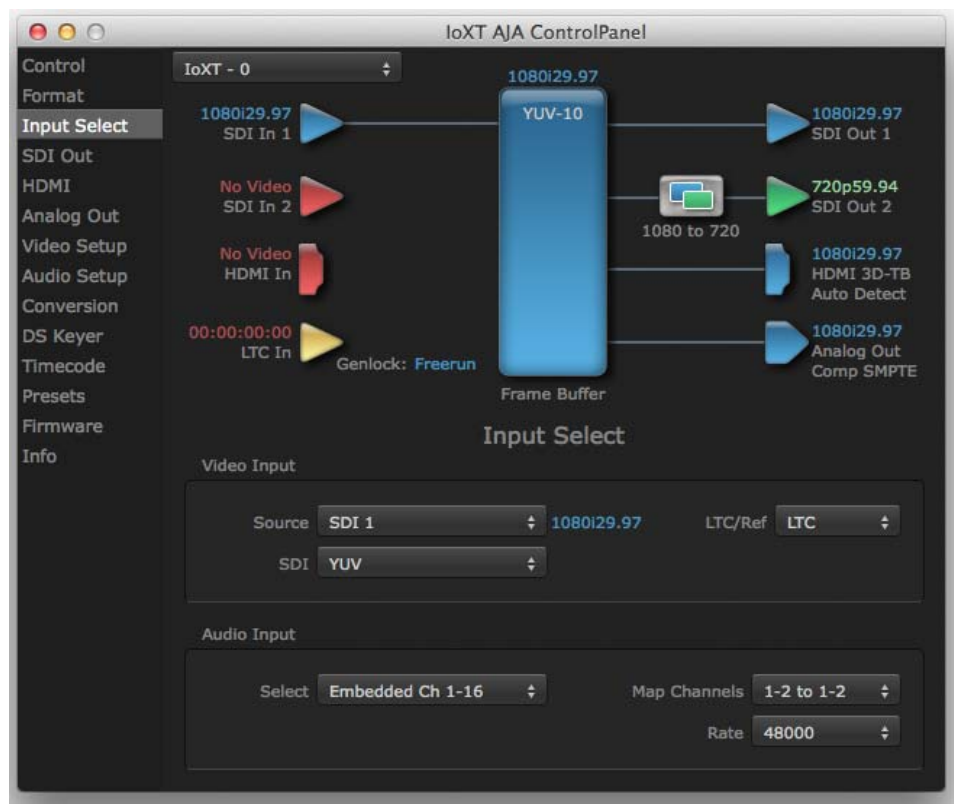 IoXT AJA ControlPanel
Control
Format
Input Select
SDI Out
HDMI
Analog Out
Video Setup
Audio Setup
Conversion
DS Keyer
Timecode
Presets
Firmware
Info
IoXT - 0
1080i29.97
SDI In 1
No Video
SDI In 2
No Video
HDMI In
00:00:00:00
LTC In
Genlock: Freerun
1080i29.97
YUV-10
Frame Buffer
1080 to 720
1080i29.97
SDI Out 1
720p59.94
SDI Out 2
1080i29.97
HDMI 3D-TB
Auto Detect
1080i29.97
Analog Out
Comp SMPTE
Input Select
Video Input
Source SDI 1 1080i29.97 LTC/Ref LTC
SDI YUV
Audio Input
Select Embedded Ch 1-16 Map Channels 1-2 to 1-2
Rate 48000